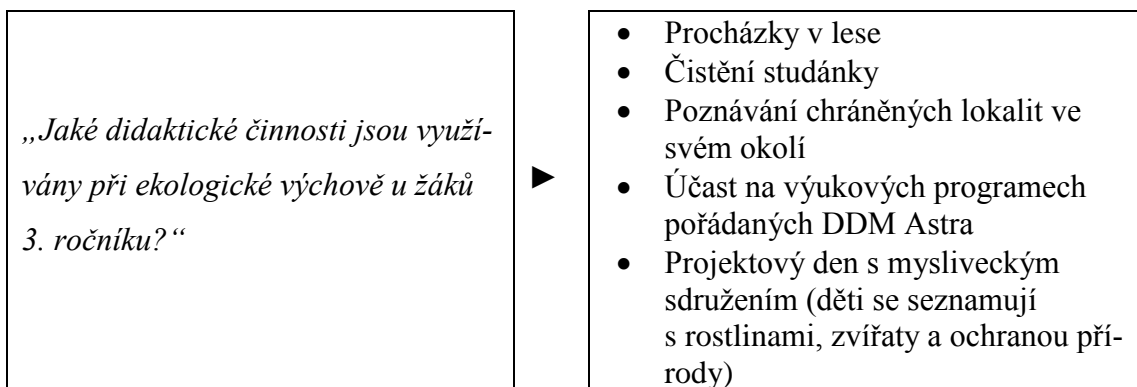 „Jaké didaktické činnosti jsou využí-
vány při ekologické výchově u žáků
3. ročníku?“
►
• Procházky v lese
• Čistění studánky
• Poznávání chráněných lokalit ve
svém okolí
• Účast na výukových programech
pořádaných DDM Astra
• Projektový den s mysliveckým
sdružením (děti se seznamují
s rostlinami, zvířaty a ochranou pří-
rody)